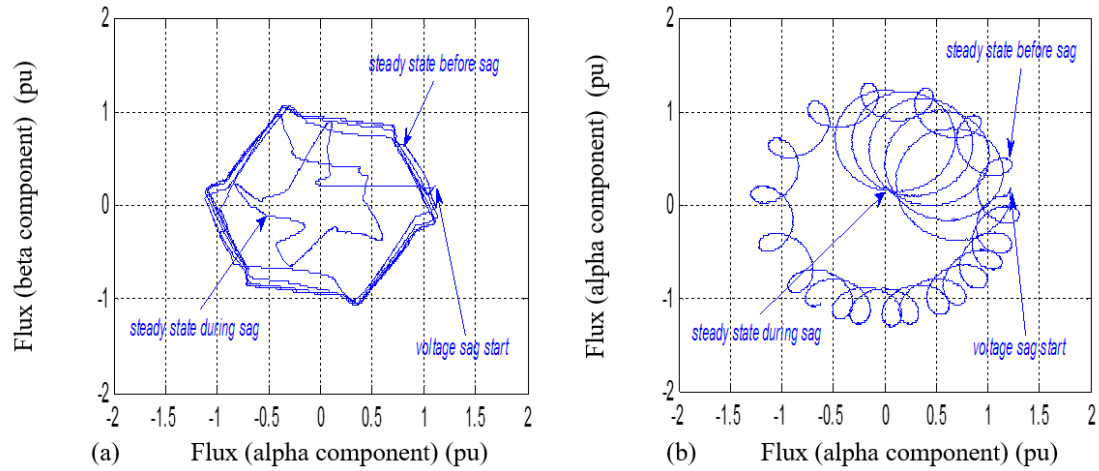 2
1
0
-1
-2
-2 -1.5 -1 -0.5 0 0.5 1 1.5 2
Flux (beta component) (pu)
steady state before sag
steady state during sag
voltage sag start
(a) Flux (alpha component) (pu)
2
1
0
-1
-2
-2 -1.5 -1 -0.5 0 0.5 1 1.5 2
Flux (alpha component) (pu)
steady state before sag
steady state during sag
voltage sag start
(b) Flux (alpha component) (pu)